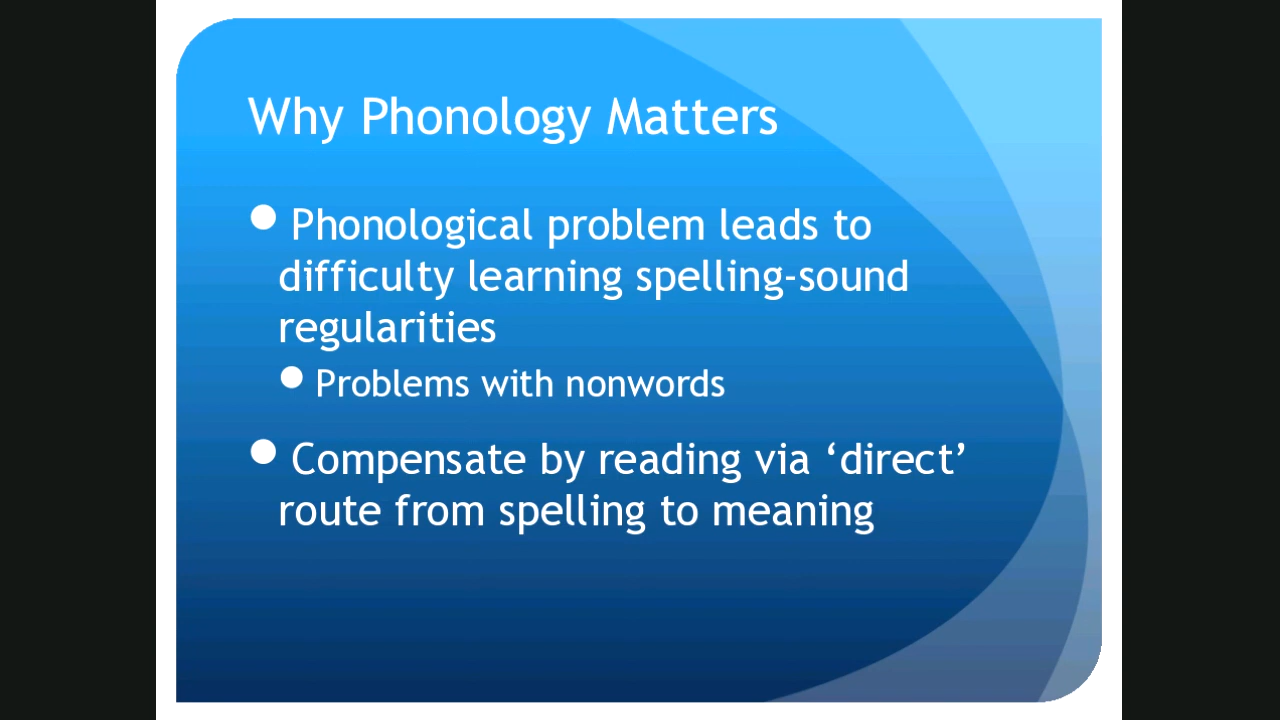 Why Phonology Matters
● Phonological problem leads to
difficulty learning spelling-sound
regularities
● Problems with nonwords
● Compensate by reading via ‘direct’
route from spelling to meaning